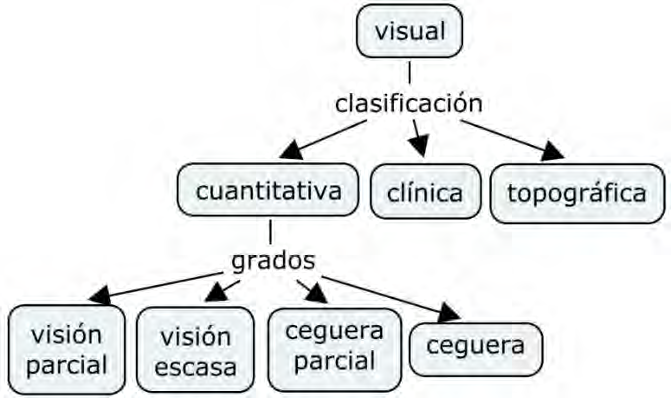 visual
clasificación
cuantitativa
clínica
topográfica
grados
visión
parcial
visión
escasa
ceguera
parcial
ceguera